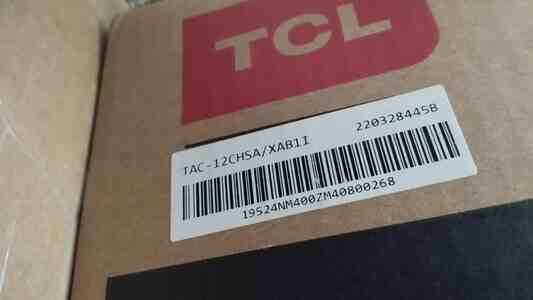 TCL
TAC-12CHSA/XAB1I 220328445B
19524NM400ZM40800268